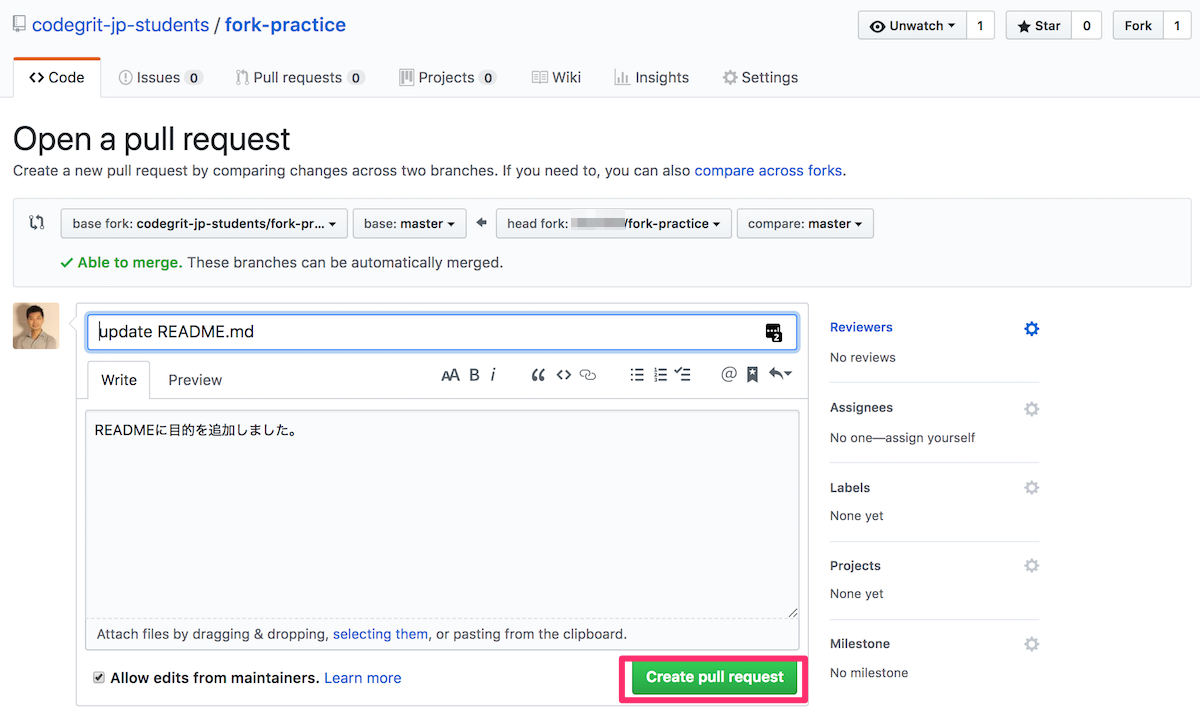 codegrit-jp-students / fork-practice
Unwatch 1 Star 0 Fork 1
Code Issues 0 Pull requests 0 Projects 0 Wiki Insights Settings
Open a pull request
Create a new pull request by comparing changes across two branches. If you need to, you can also compare across forks.
base fork: codegrit-jp-students/fork-pr... base: master head fork: /fork-practice compare: master
Able to merge. These branches can be automatically merged.
update README.md
Reviewers
No reviews
Write Preview AA B i @
READMEに目的を追加しました。
Assignees
No one—assign yourself
Labels
None yet
Projects
None yet
Attach files by dragging & dropping, selecting them, or pasting from the clipboard.
Milestone
No milestone
Allow edits from maintainers. Learn more
Create pull request